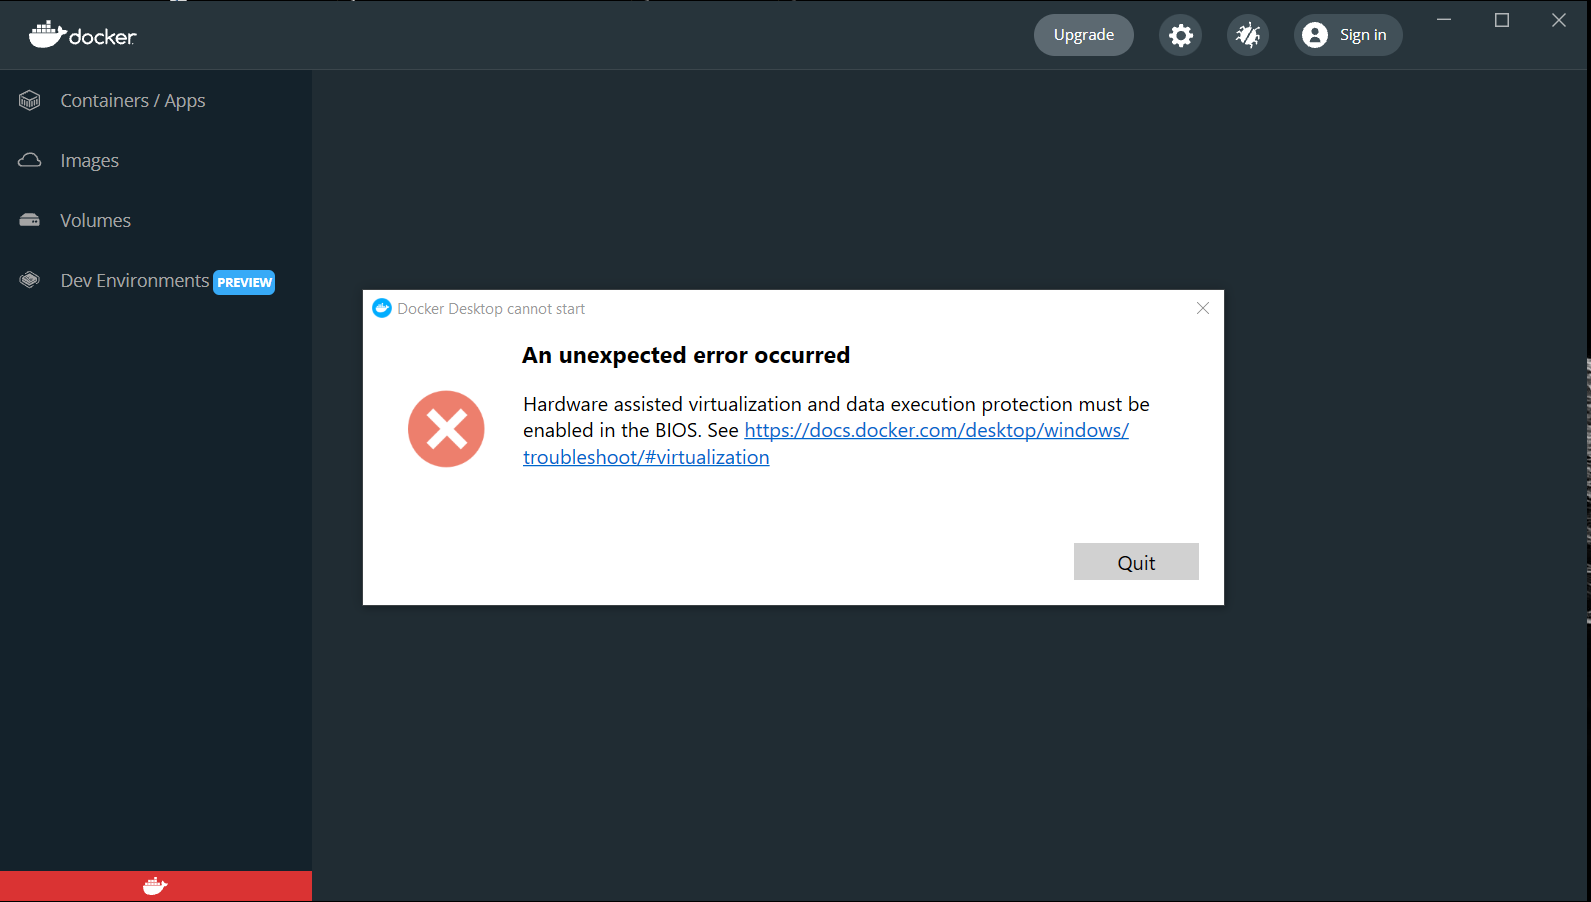 docker
Upgrade
Sign in
Containers / Apps
Images
Volumes
Dev Environments PREVIEW
Docker Desktop cannot start
An unexpected error occurred
Hardware assisted virtualization and data execution protection must be
enabled in the BIOS. See https://docs.docker.com/desktop/windows/
troubleshoot/#virtualization
Quit